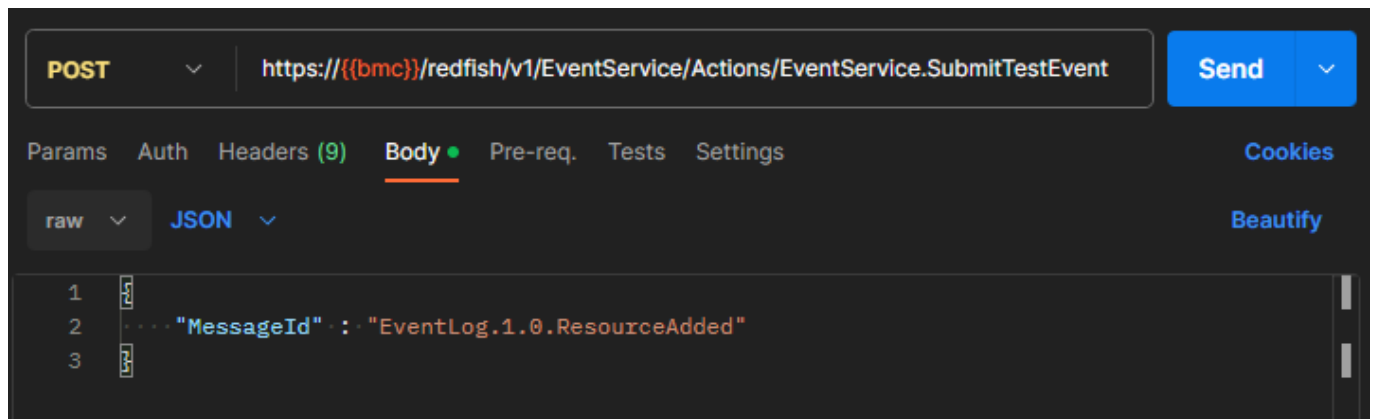 POST https://{{bmc}}/redfish/v1/EventService/Actions/EventService.SubmitTestEvent Send
Params Auth Headers (9) Body Pre-req. Tests Settings Cookies
raw JSON Beautify
1 {
2 "MessageId" : "EventLog.1.0.ResourceAdded"
3 }